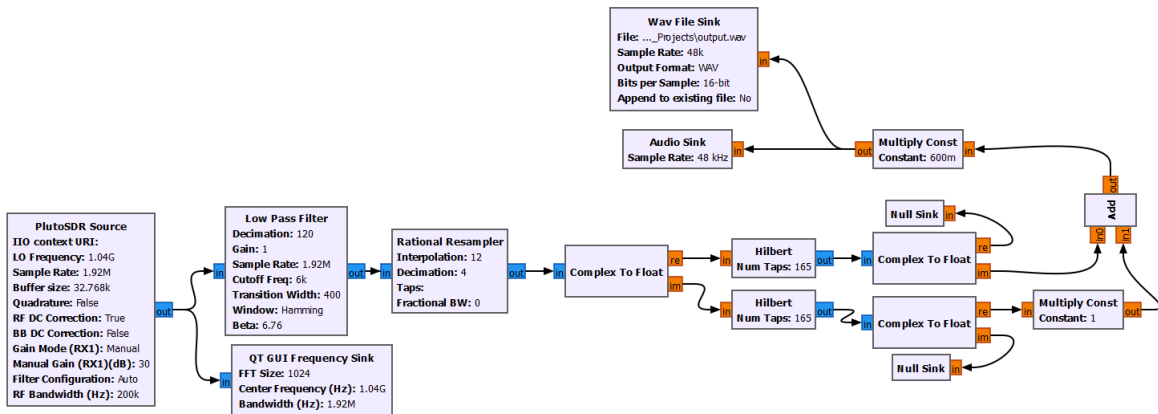 Wav File Sink
File: ..._Projects\output.wav
Sample Rate: 48k
Output Format: WAV
Bits per Sample: 16-bit
Append to existing file: No
in
Audio Sink
Sample Rate: 48 kHz
in
Multiply Const
Constant: 600m
out
in
PlutoSDR Source
IIO context URI:
LO Frequency: 1.04G
Sample Rate: 1.92M
Buffer size: 32.768k
Quadrature: False
RF DC Correction: True
BB DC Correction: False
Gain Mode (RX1): Manual
Manual Gain (RX1)(dB): 30
Filter Configuration: Auto
RF Bandwidth (Hz): 200k
out
Low Pass Filter
Decimation: 120
Gain: 1
Sample Rate: 1.92M
Cutoff Freq: 6k
Transition Width: 400
Window: Hamming
Beta: 6.76
in
out
QT GUI Frequency Sink
FFT Size: 1024
Center Frequency (Hz): 1.04G
Bandwidth (Hz): 1.92M
in
Rational Resampler
Interpolation: 12
Decimation: 4
Taps:
Fractional BW: 0
in
out
Complex To Float
in
re
im
Hilbert
Num Taps: 165
in
out
Hilbert
Num Taps: 165
in
out
Null Sink
in
Complex To Float
in
re
im
Complex To Float
in
re
im
Null Sink
in
Multiply Const
Constant: 1
in
out
Add
out
in0
in1